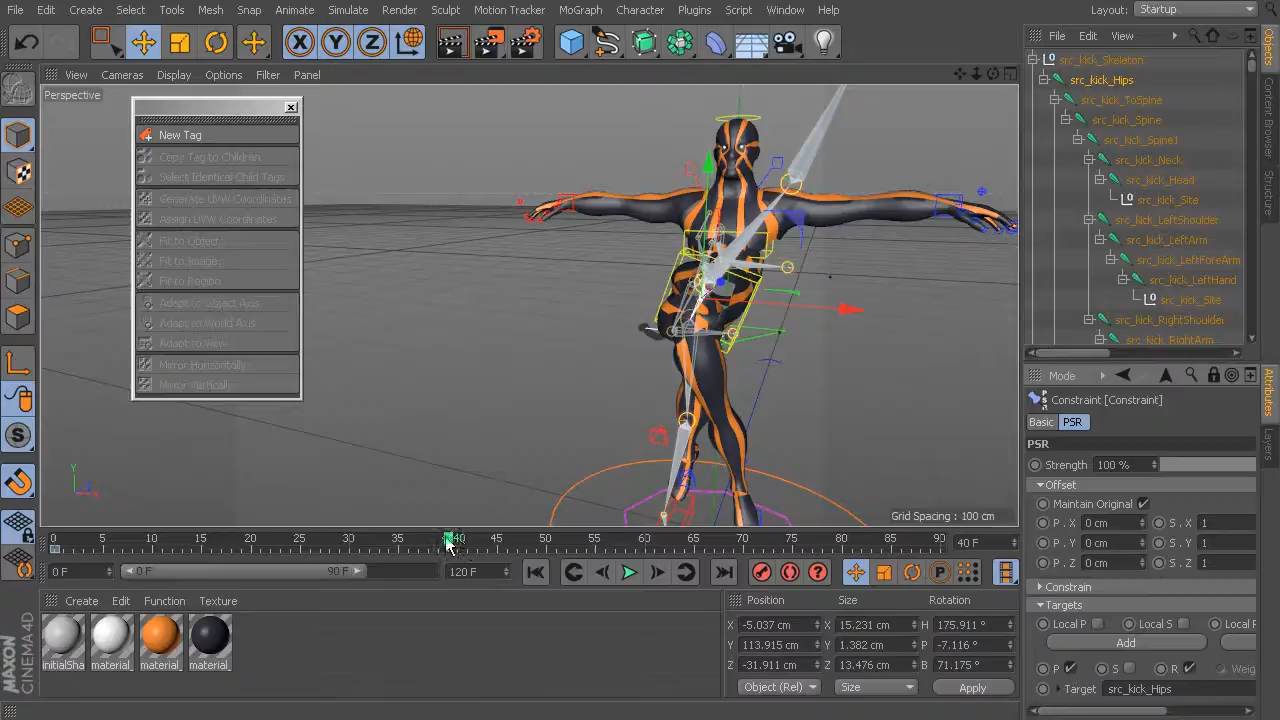 File Edit Create Select Tools Mesh Snap Animate Simulate Render Sculpt Motion Tracker MoGraph Character Plugins Script Window Help Layout: Startup
File Edit View
View Cameras Display Options Filter Panel
Perspective
New Tag
Copy Tag to Children
Select Identical Child Tags
Generate UVW Coordinates
Assign UVW Coordinates
Fit to Object
Fit to Image
Fit to Region
Adapt to Object Axis
Adapt to World Axis
Adapt to View
Mirror Horizontally
Mirror Vertically
Grid Spacing : 100 cm
src_kick_Skeleton
src_kick_Hips
src_kick_ToSpine
src_kick_Spine
src_kick_Spine1
src_kick_Neck
src_kick_Head
src_kick_Site
src_kick_LeftShoulder
src_kick_LeftArm
src_kick_LeftForeArm
src_kick_LeftHand
src_kick_Site
src_kick_RightShoulder
src_kick_RightArm
Objects
Content Browser
Structure
Mode
Constraint [Constraint]
Basic PSR
PSR
Strength 100 %
Offset
Maintain Original
P . X 0 cm S . X 1
P . Y 0 cm S . Y 1
P . Z 0 cm S . Z 1
Constrain
Targets
Local P Local S Local R
Add
P S R Weig
Target src_kick_Hips
Attributes
Layers
0 5 10 15 20 25 30 35 40 45 50 55 60 65 70 75 80 85 90 40 F
0 F 0 F 90 F 120 F
Create Edit Function Texture
initialSha material_ material_ material_
Position Size Rotation
X -5.037 cm X 15.231 cm H 175.911 °
Y 113.915 cm Y 1.382 cm P -7.116 °
Z -31.911 cm Z 13.476 cm B 71.175 °
Object (Rel) Size Apply
MAXON
CINEMA4D